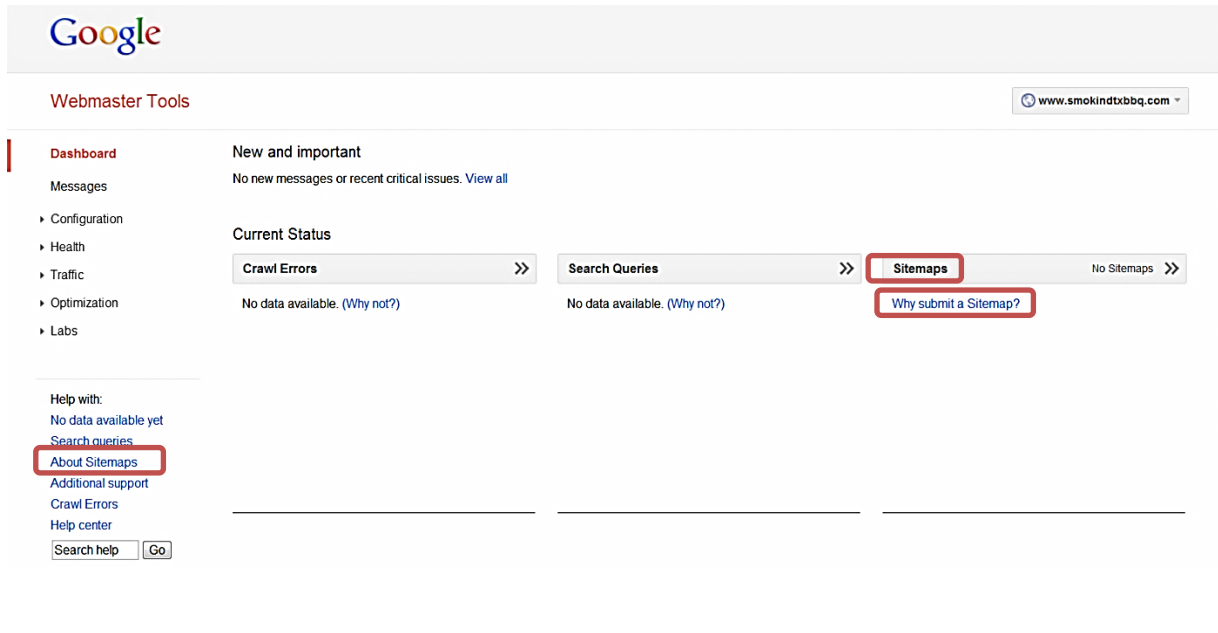 Google
Webmaster Tools
www.smokindtxbbq.com
Dashboard
Messages
Configuration
Health
Traffic
Optimization
Labs
Help with:
No data available yet
Search queries
About Sitemaps
Additional support
Crawl Errors
Help center
Search help Go
New and important
No new messages or recent critical issues. View all
Current Status
Crawl Errors
No data available. (Why not?)
Search Queries
No data available. (Why not?)
Sitemaps No Sitemaps
Why submit a Sitemap?